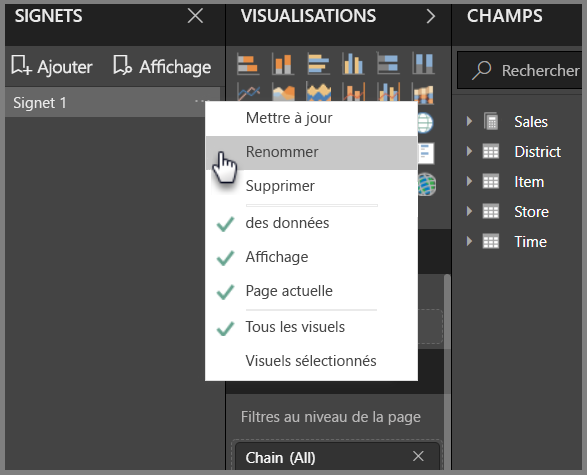 SIGNETS
Ajouter
Affichage
Signet 1
Mettre à jour
Renommer
Supprimer
des données
Affichage
Page actuelle
Tous les visuels
Visuels sélectionnés
VISUALISATIONS
Filtres au niveau de la page
Chain (All)
CHAMPS
Rechercher
Sales
District
Item
Store
Time